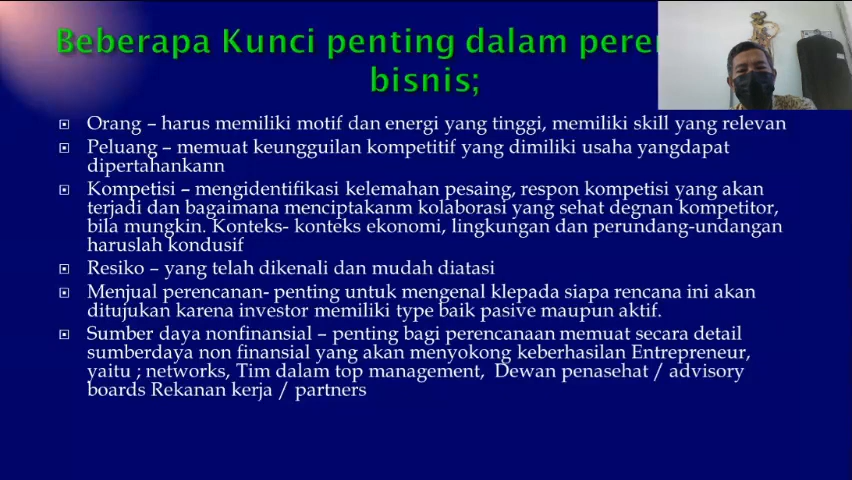 Beberapa Kunci penting dalam
bisnis;
Orang – harus memiliki motif dan energi yang tinggi, memiliki skill yang relevan
Peluang – memuat keungguilan kompetitif yang dimiliki usaha yangdapat
dipertahankann
Kompetisi – mengidentifikasi kelemahan pesaing, respon kompetisi yang akan
terjadi dan bagaimana menciptakanm kolaborasi yang sehat degnan kompetitor,
bila mungkin. Konteks- konteks ekonomi, lingkungan dan perundang-undangan
haruslah kondusif
Resiko – yang telah dikenali dan mudah diatasi
Menjual perencanan- penting untuk mengenal klepada siapa rencana ini akan
ditujukan karena investor memiliki type baik pasive maupun aktif.
Sumber daya nonfinansial – penting bagi perencanaan memuat secara detail
sumberdaya non finansial yang akan menyokong keberhasilan Entrepreneur,
yaitu ; networks, Tim dalam top management, Dewan penasehat / advisory
boards Rekanan kerja / partners